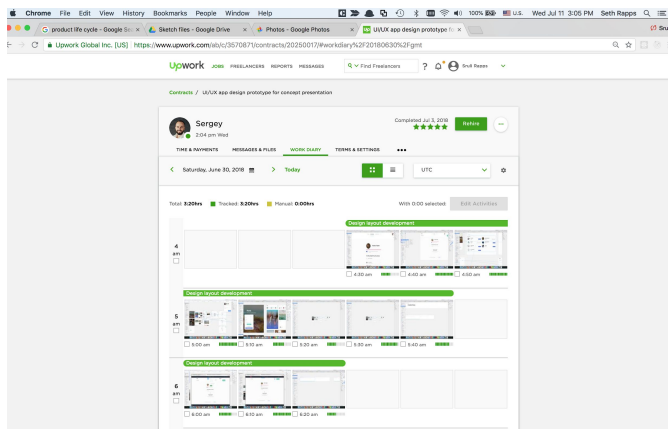 Chrome File Edit View History Bookmarks People Window Help 100% U.S. Wed Jul 11 3:05 PM Seth Rapps
product life cycle - Google Se × Sketch files - Google Drive × Photos - Google Photos × UI/UX app design prototype fo × Sru
Upwork Global Inc. [US] https://www.upwork.com/ab/c/3570871/contracts/20250017/#workdiary%2F20180630%2Fgmt
Upwork JOBS FREELANCERS REPORTS MESSAGES Find Freelancers ?
Contracts / UI/UX app design prototype for concept presentation
Sergey
2:04 pm Wed
Completed Jul 3, 2018
Rehire
TIME & PAYMENTS MESSAGES & FILES WORK DIARY TERMS & SETTINGS
Saturday, June 30, 2018 Today UTC
Total: 3:20hrs Tracked: 3:20hrs Manual: 0:00hrs With 0:00 selected: Edit Activities
Design layout development
4
am
4:30 am 4:40 am 4:50 am
Design layout development
5
am
5:00 am 5:10 am 5:20 am 5:30 am 5:40 am
Design layout development
6
am
6:00 am 6:10 am 6:20 am